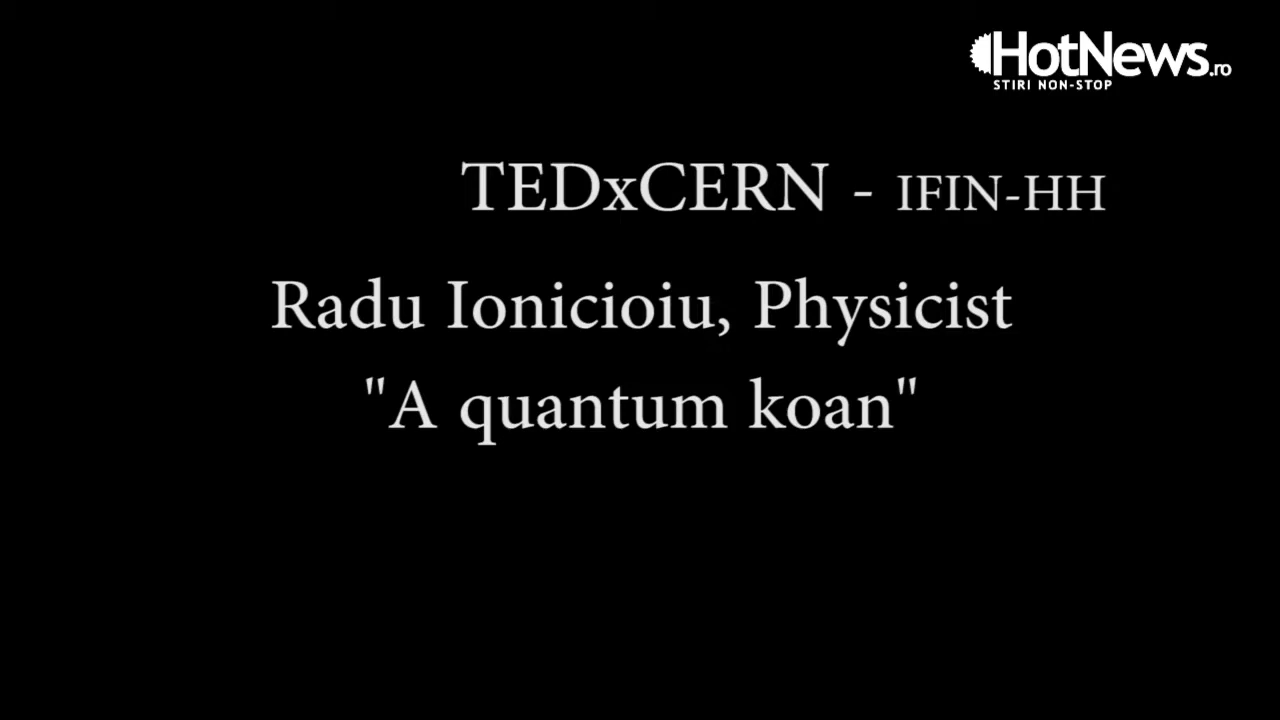 HotNews.ro
STIRI NON-STOP
TEDxCERN - IFIN-HH
Radu Ionicioiu, Physicist
"A quantum koan"